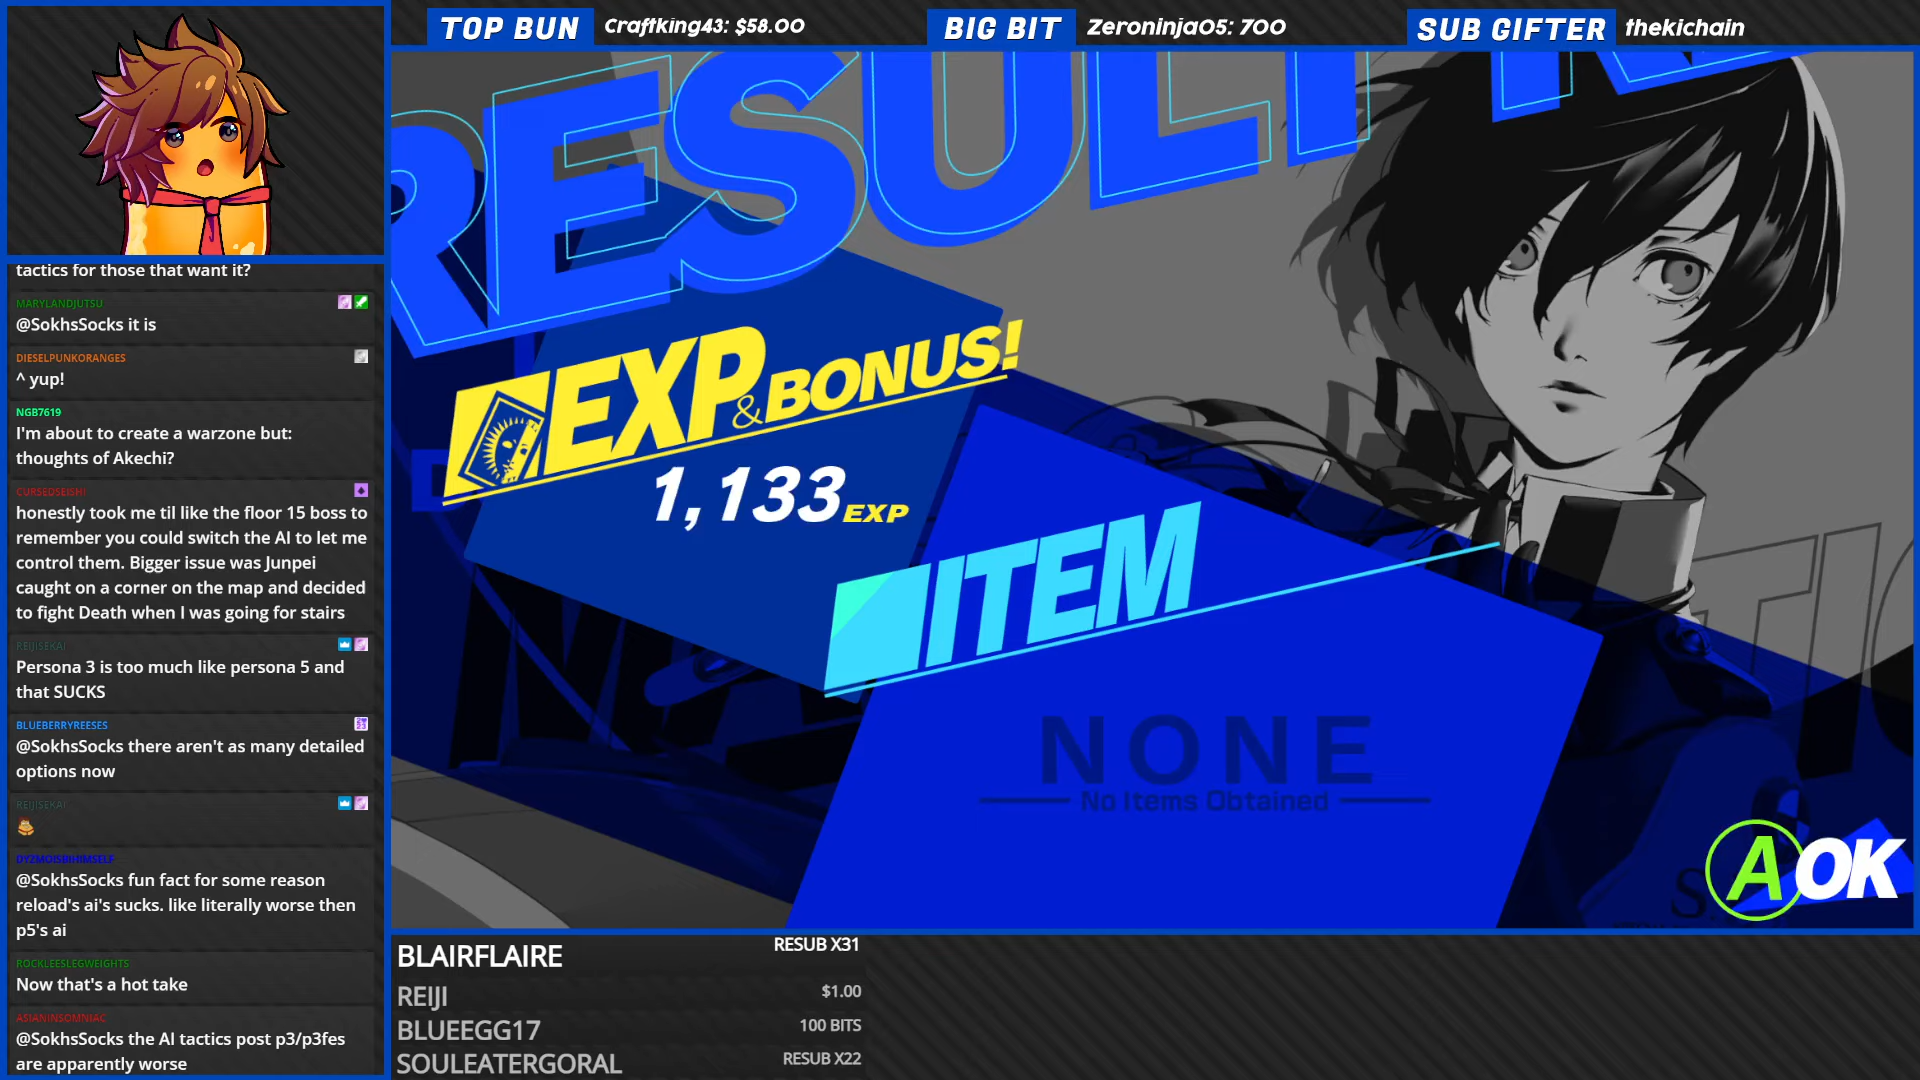 TOP BUN
Craftking43: $58.00
BIG BIT
Zeroninja05: 700
SUB GIFTER
thekichain
tactics for those that want it?
MARYLANDJUTSU
@SokhsSocks it is
DIESELPUNKORANGES
^ yup!
NGB7619
I'm about to create a warzone but:
thoughts of Akechi?
CURSEDSEISHI
honestly took me til like the floor 15 boss to
remember you could switch the AI to let me
control them. Bigger issue was Junpei
caught on a corner on the map and decided
to fight Death when I was going for stairs
REIJISEKAI
Persona 3 is too much like persona 5 and
that SUCKS
BLUEBERRYREESES
@SokhsSocks there aren't as many detailed
options now
REIJISEKAI
@SokhsSocks fun fact for some reason
reload's ai's sucks. like literally worse then
p5's ai
ROCKLEESLEGWEIGHTS
Now that's a hot take
ASIANINSOMNIAC
@SokhsSocks the AI tactics post p3/p3fes
are apparently worse
RESULT
EXP & BONUS!
1,133 EXP
ITEM
NONE
No Items Obtained
A OK
BLAIRFLAIRE RESUB X31
REIJI $1.00
BLUEEGG17 100 BITS
SOULEATERGORAL RESUB X22